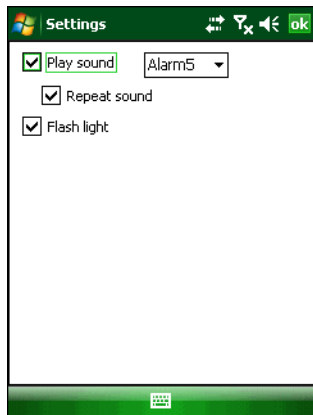 Settings ok
Play sound Alarm5
Repeat sound
Flash light